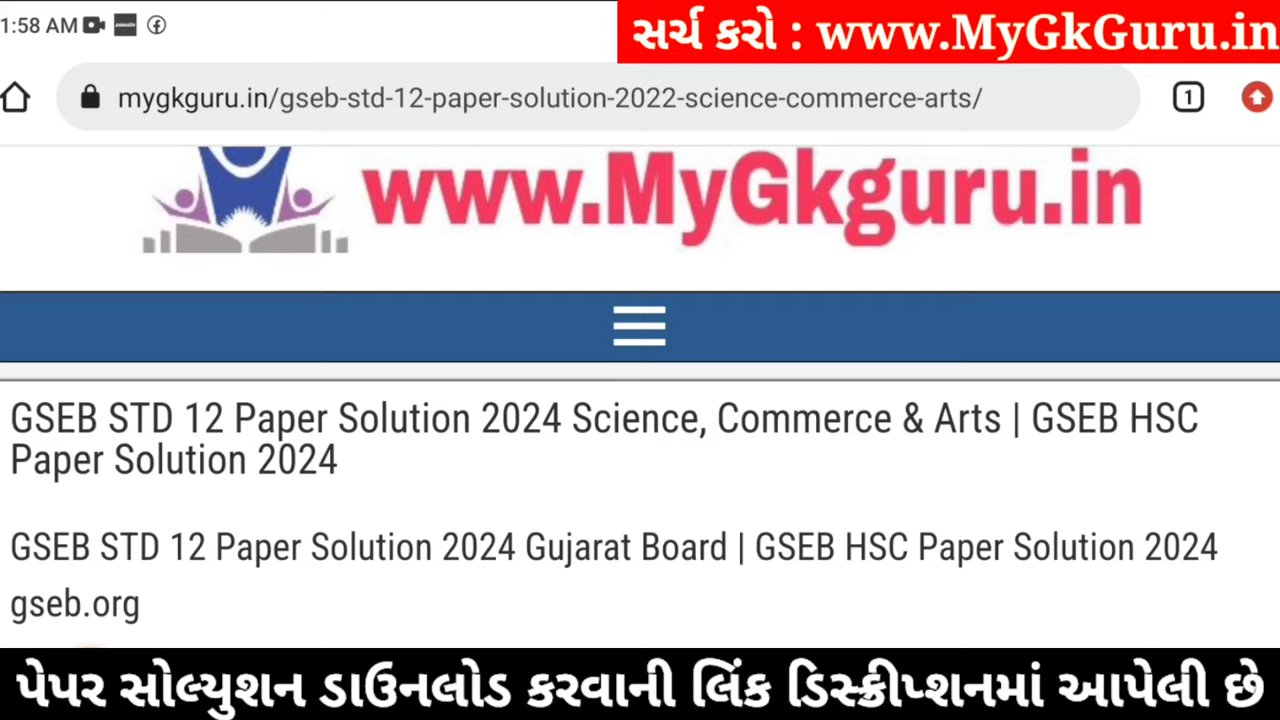 1:58 AM
સર્ચ કરો : www.MyGkGuru.in
mygkguru.in/gseb-std-12-paper-solution-2022-science-commerce-arts/
1
www.MyGkguru.in
GSEB STD 12 Paper Solution 2024 Science, Commerce & Arts | GSEB HSC
Paper Solution 2024
GSEB STD 12 Paper Solution 2024 Gujarat Board | GSEB HSC Paper Solution 2024
gseb.org
પેપર સોલ્યુશન ડાઉનલોડ કરવાની લિંક ડિસ્ક્રીપ્શનમાં આપેલી છે